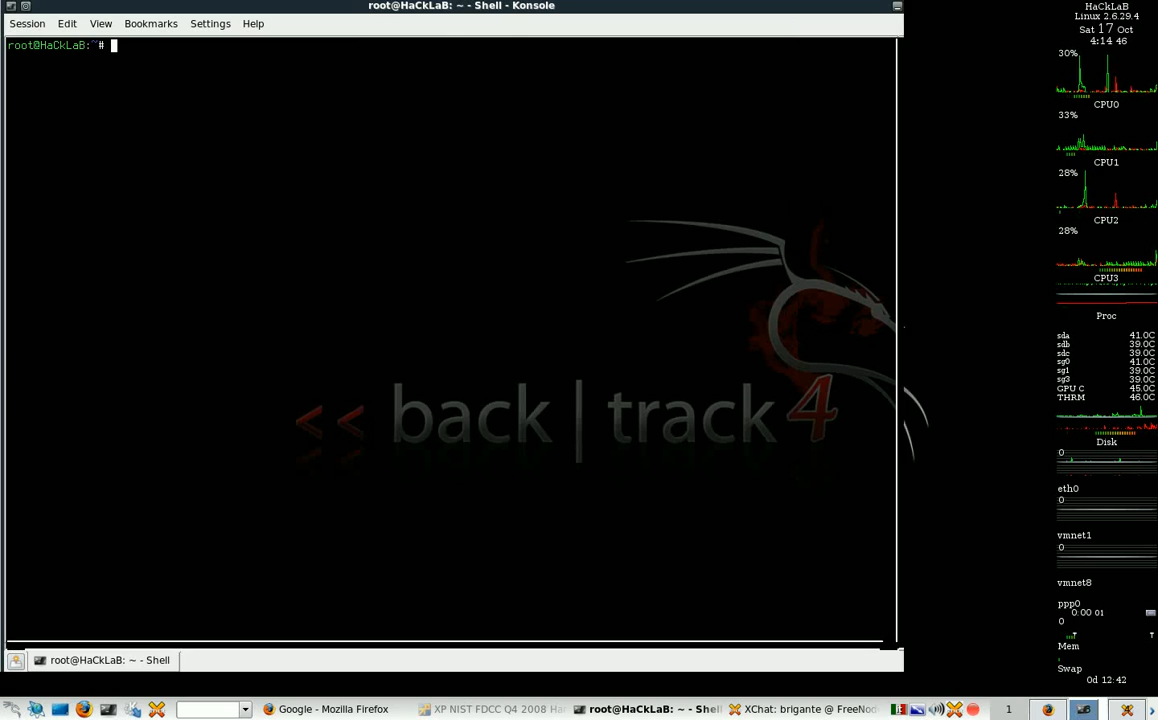 root@HaCkLaB: ~ - Shell - Konsole
Session Edit View Bookmarks Settings Help
root@HaCkLaB:~#
<< back | track 4
root@HaCkLaB: ~ - Shell
HaCkLaB
Linux 2.6.29.4
Sat 17 Oct
4:14 46
30%
CPU0
33%
CPU1
28%
CPU2
28%
CPU3
Proc
sda 41.0C
sdb 39.0C
sdc 39.0C
sg0 41.0C
sg1 39.0C
sg3 39.0C
GPU C 45.0C
THRM 46.0C
Disk
0
eth0
0
vmnet1
0
vmnet8
ppp0
0:00 01
0
Mem
Swap
0d 12:42
Google - Mozilla Firefox
XP NIST FDCC Q4 2008 Har
root@HaCkLaB: ~ - Shell
XChat: brigante @ FreeNod
1